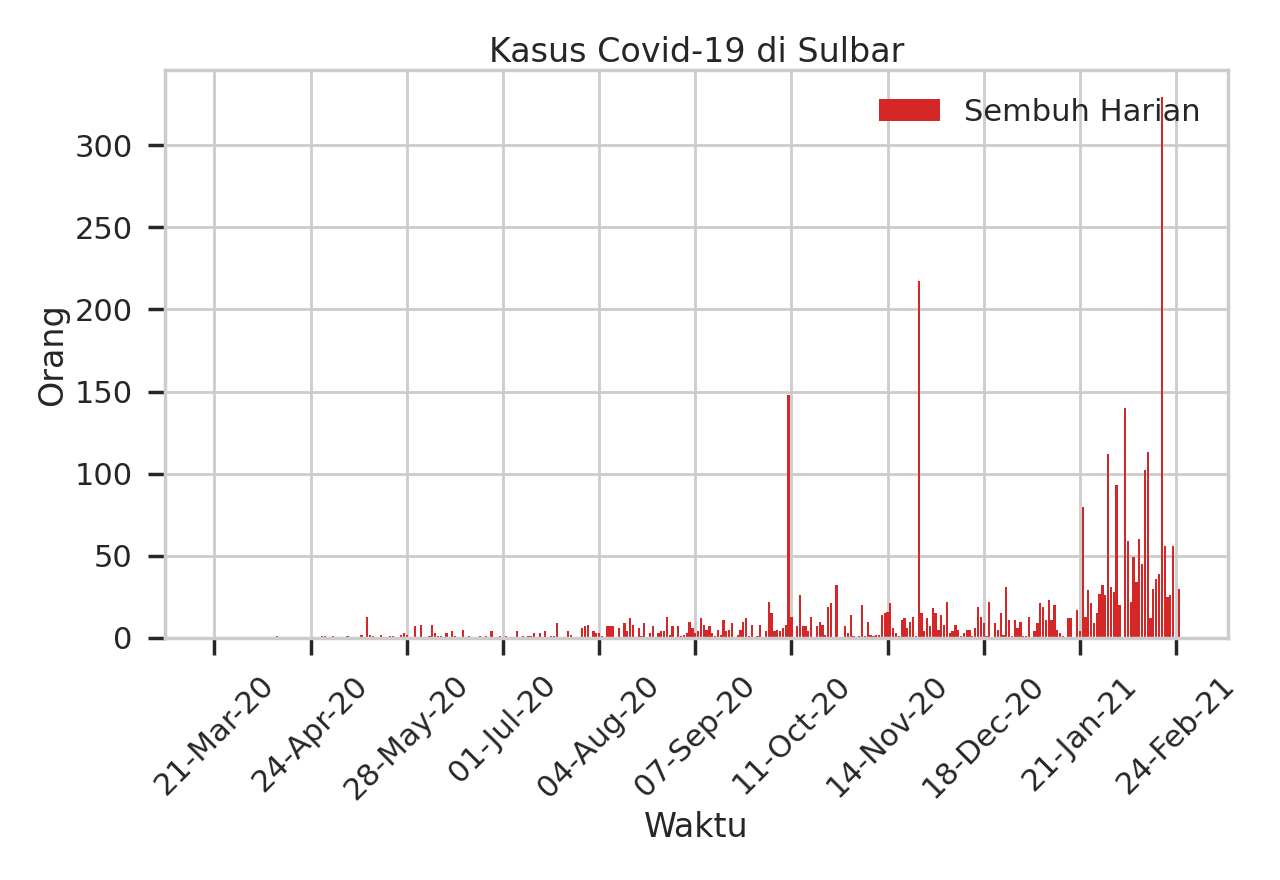 Kasus Covid-19 di Sulbar
Sembuh Harian
Orang
300
250
200
150
100
50
0
21-Mar-20
24-Apr-20
28-May-20
01-Jul-20
04-Aug-20
07-Sep-20
11-Oct-20
14-Nov-20
18-Dec-20
21-Jan-21
24-Feb-21
Waktu